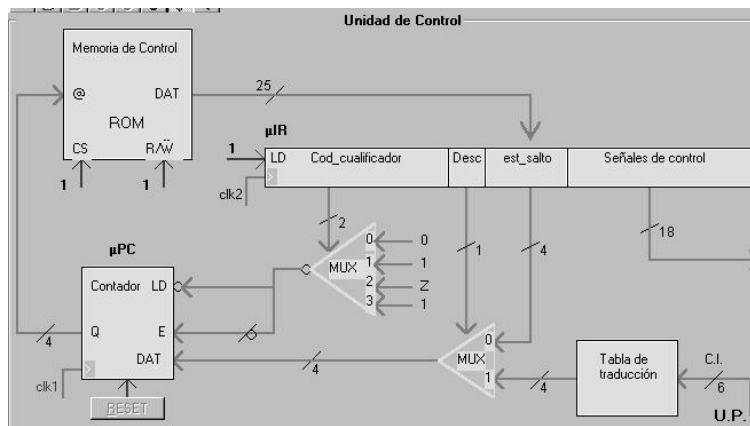 Unidad de Control
Memoria de Control
@ DAT
ROM
CS R/W̅
1 1
25
µIR
1
LD Cod_cualificador Desc est_salto Señales de control
clk2
2 1 4 18
0 0
1 1
MUX
2 Z
3 1
µPC
Contador LD
Q E
DAT
4
clk1
RESET
4
0
MUX
1
4
Tabla de
traducción
C.I.
6
U.P.